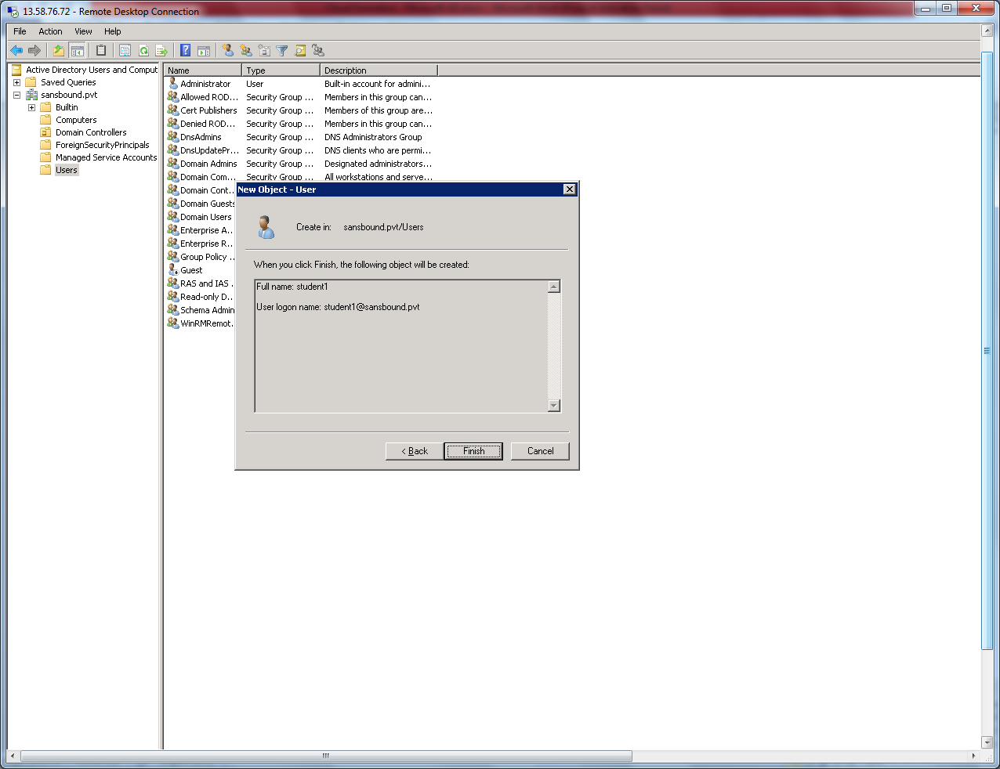 13.58.76.72 - Remote Desktop Connection
File Action View Help
Active Directory Users and Comput
Saved Queries
sansbound.pvt
Builtin
Computers
Domain Controllers
ForeignSecurityPrincipals
Managed Service Accounts
Users
Name Type Description
Administrator User Built-in account for admini...
Allowed ROD... Security Group ... Members in this group can...
Cert Publishers Security Group ... Members of this group are...
Denied ROD... Security Group ... Members in this group can...
DnsAdmins Security Group ... DNS Administrators Group
DnsUpdatePr... Security Group ... DNS clients who are permi...
Domain Admins Security Group ... Designated administrators...
Domain Com... Security Group ... All workstations and serve...
Domain Cont..
Domain Guests
Domain Users
Enterprise A..
Enterprise R..
Group Policy ..
Guest
RAS and IAS .
Read-only D..
Schema Admin
WinRMRemot.
New Object - User
Create in: sansbound.pvt/Users
When you click Finish, the following object will be created:
Full name: student1
User logon name: student1@sansbound.pvt
< Back Finish Cancel